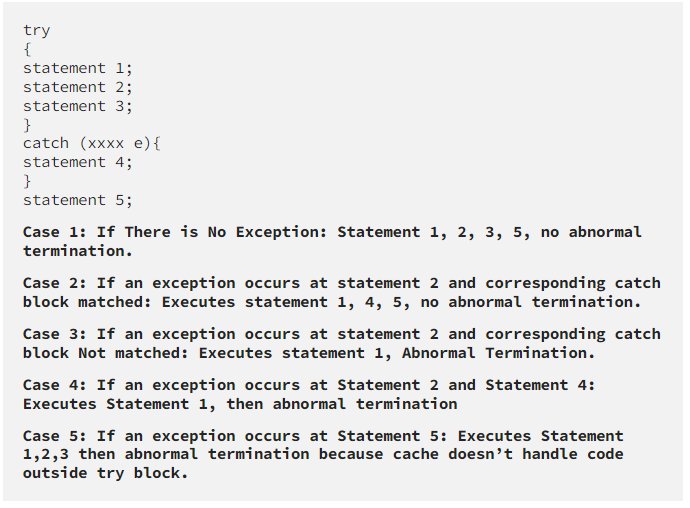 try
{
statement 1;
statement 2;
statement 3;
}
catch (xxxx e){
statement 4;
}
statement 5;
Case 1: If There is No Exception: Statement 1, 2, 3, 5, no abnormal
termination.
Case 2: If an exception occurs at statement 2 and corresponding catch
block matched: Executes statement 1, 4, 5, no abnormal termination.
Case 3: If an exception occurs at statement 2 and corresponding catch
block Not matched: Executes statement 1, Abnormal Termination.
Case 4: If an exception occurs at Statement 2 and Statement 4:
Executes Statement 1, then abnormal termination
Case 5: If an exception occurs at Statement 5: Executes Statement
1,2,3 then abnormal termination because cache doesn’t handle code
outside try block.